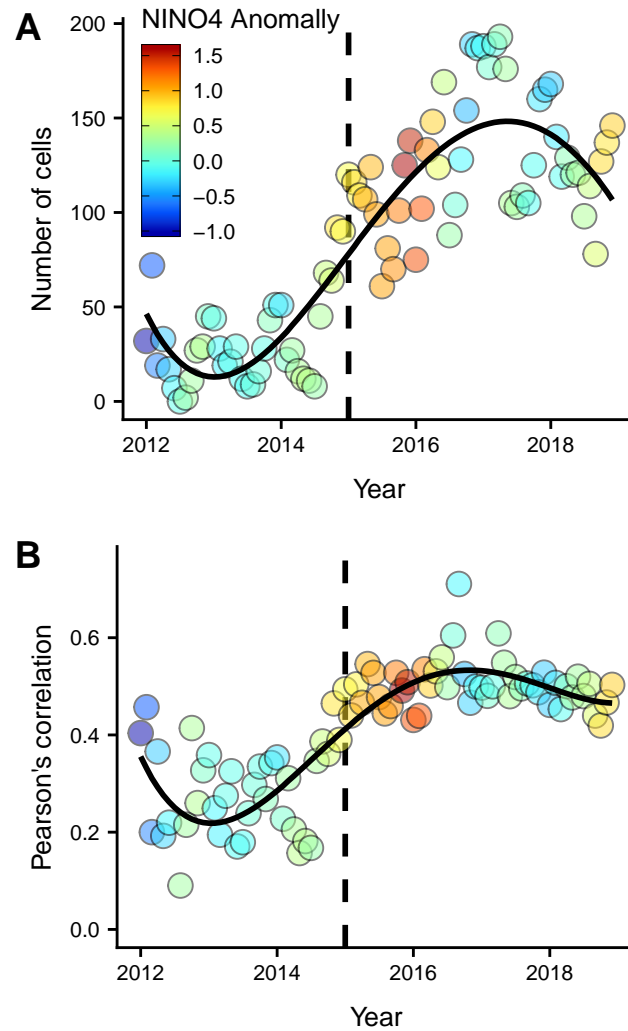 A
NINO4 Anomally
1.5
1.0
0.5
0.0
−0.5
−1.0
200
150
100
50
0
Number of cells
2012 2014 2016 2018
Year
B
0.6
0.4
0.2
0.0
Pearson's correlation
2012 2014 2016 2018
Year